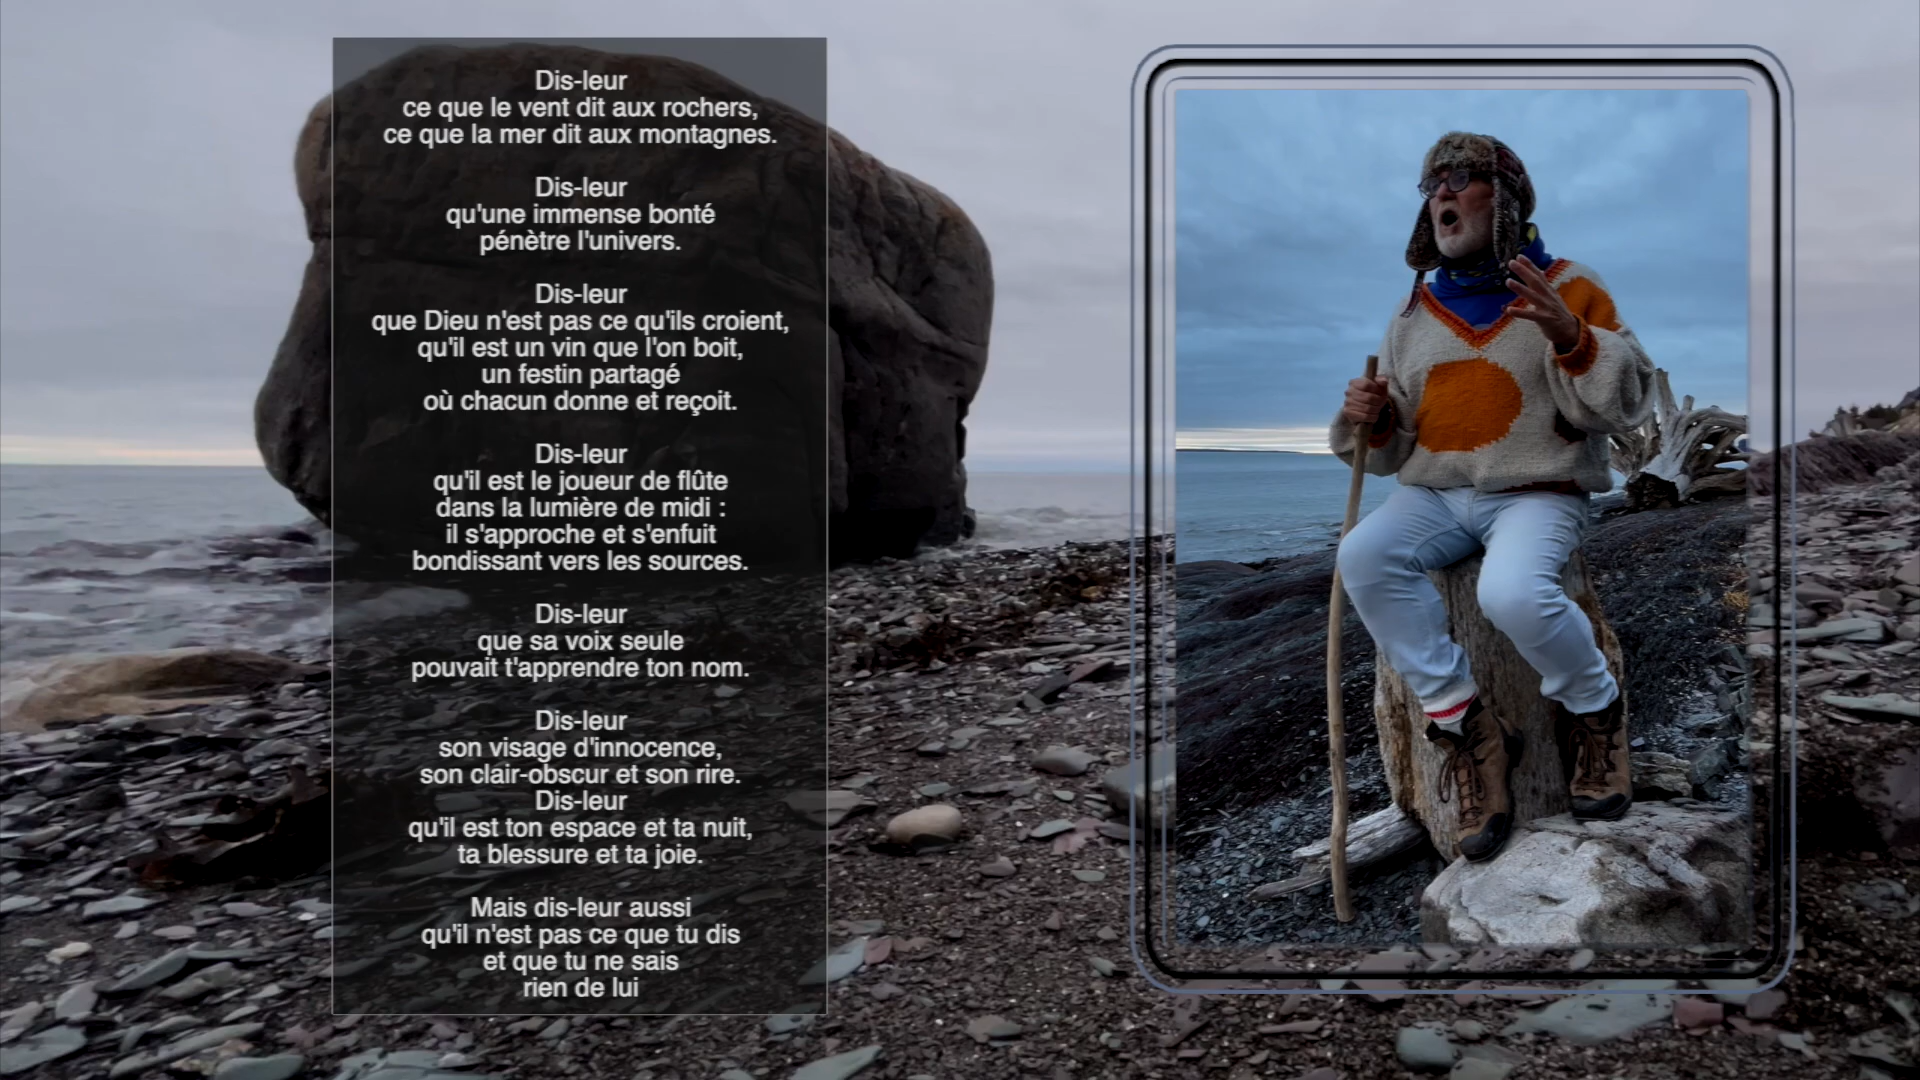 Dis-leur
ce que le vent dit aux rochers,
ce que la mer dit aux montagnes.
Dis-leur
qu'une immense bonté
pénètre l'univers.
Dis-leur
que Dieu n'est pas ce qu'ils croient,
qu'il est un vin que l'on boit,
un festin partagé
où chacun donne et reçoit.
Dis-leur
qu'il est le joueur de flûte
dans la lumière de midi :
il s'approche et s'enfuit
bondissant vers les sources.
Dis-leur
que sa voix seule
pouvait t'apprendre ton nom.
Dis-leur
son visage d'innocence,
son clair-obscur et son rire.
Dis-leur
qu'il est ton espace et ta nuit,
ta blessure et ta joie.
Mais dis-leur aussi
qu'il n'est pas ce que tu dis
et que tu ne sais
rien de lui